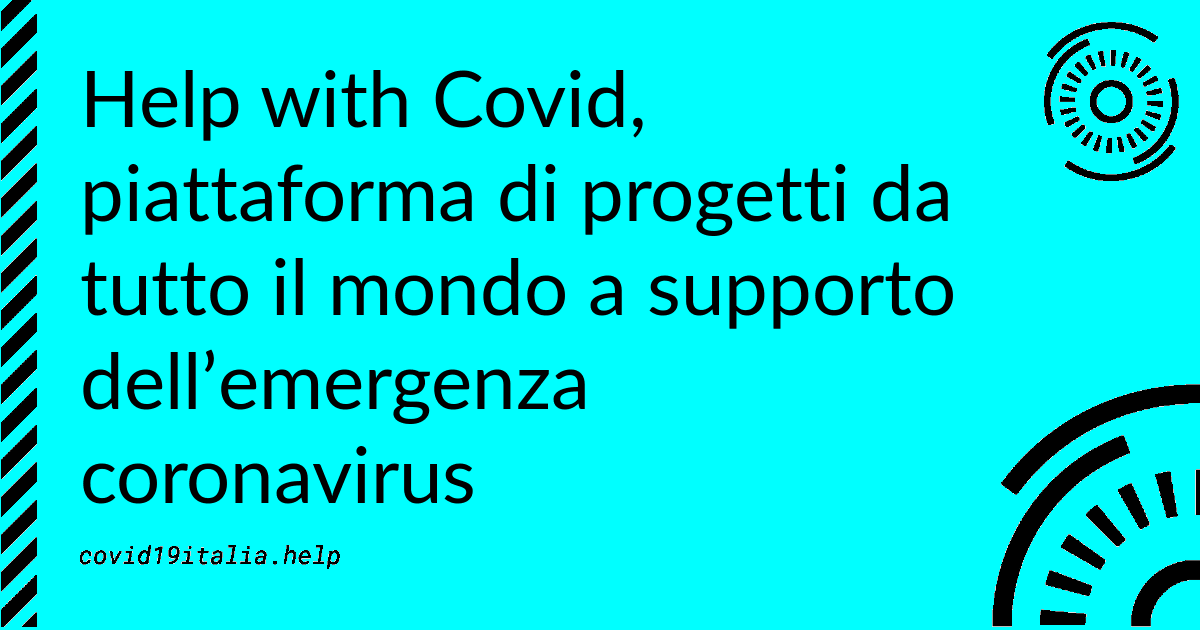 Help with Covid,
piattaforma di progetti da
tutto il mondo a supporto
dell’emergenza
coronavirus
covid19italia.help